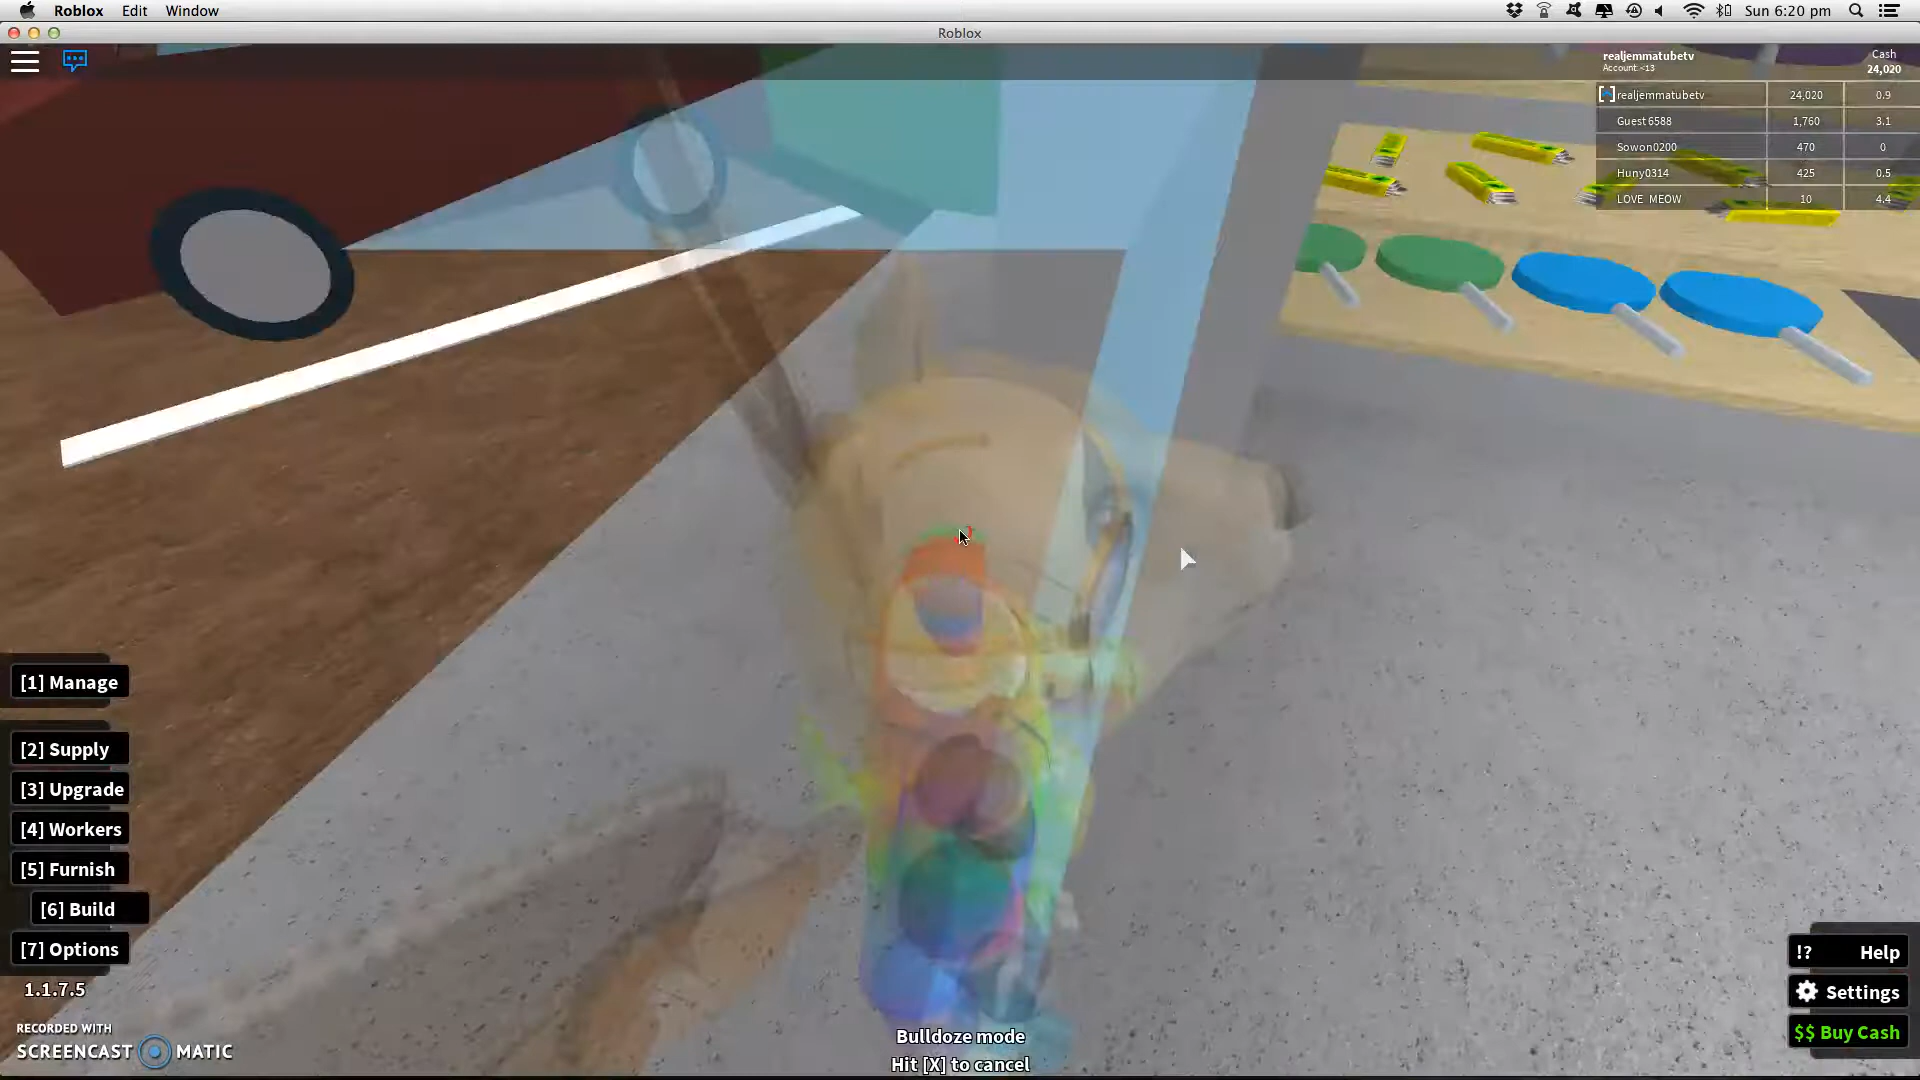 Roblox Edit Window
Sun 6:20 pm
Roblox
realjemmatubetv
Account: <13
Cash
24,020
realjemmatubetv 24,020 0.9
Guest 6588 1,760 3.1
Sowon0200 470 0
Huny0314 425 0.5
LOVE_MEOW 10 4.4
[1] Manage
[2] Supply
[3] Upgrade
[4] Workers
[5] Furnish
[6] Build
[7] Options
1.1.7.5
RECORDED WITH
SCREENCAST MATIC
Bulldoze mode
Hit [X] to cancel
!? Help
Settings
$$ Buy Cash